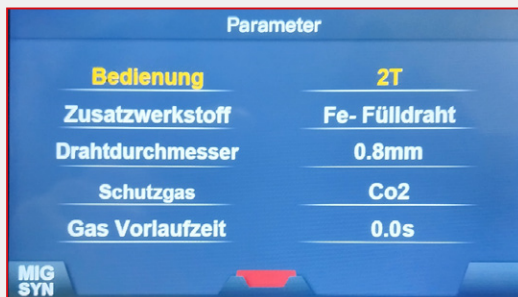 Parameter
Bedienung 2T
Zusatzwerkstoff Fe- Fülldraht
Drahtdurchmesser 0.8mm
Schutzgas Co2
Gas Vorlaufzeit 0.0s
MIG
SYN